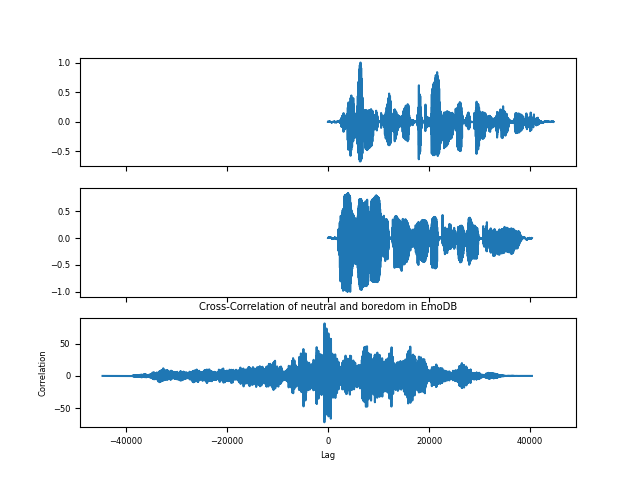 1.0
0.5
0.0
−0.5
0.5
0.0
−0.5
−1.0
Cross-Correlation of neutral and boredom in EmoDB
50
0
−50
Correlation
−40000 −20000 0 20000 40000
Lag